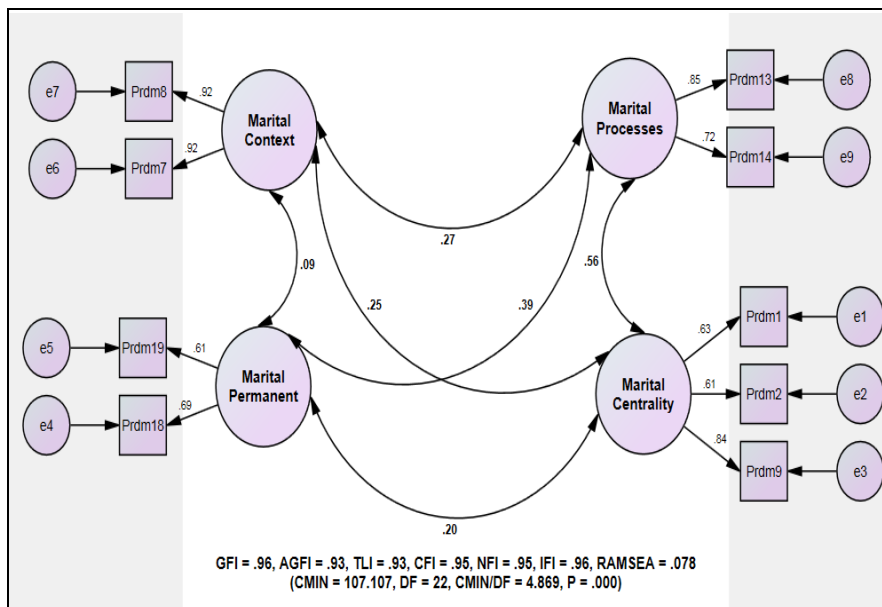 e7
Prdm8
.92
Marital
Context
.92
e6
Prdm7
Marital
Processes
.85
Prdm13
e8
.72
Prdm14
e9
.27
.09
.25
.39
.56
e5
Prdm19
.61
Marital
Permanent
e4
Prdm18
.69
Marital
Centrality
.63
Prdm1
e1
.61
Prdm2
e2
.84
Prdm9
e3
.20
GFI = .96, AGFI = .93, TLI = .93, CFI = .95, NFI = .95, IFI = .96, RAMSEA = .078
(CMIN = 107.107, DF = 22, CMIN/DF = 4.869, P = .000)